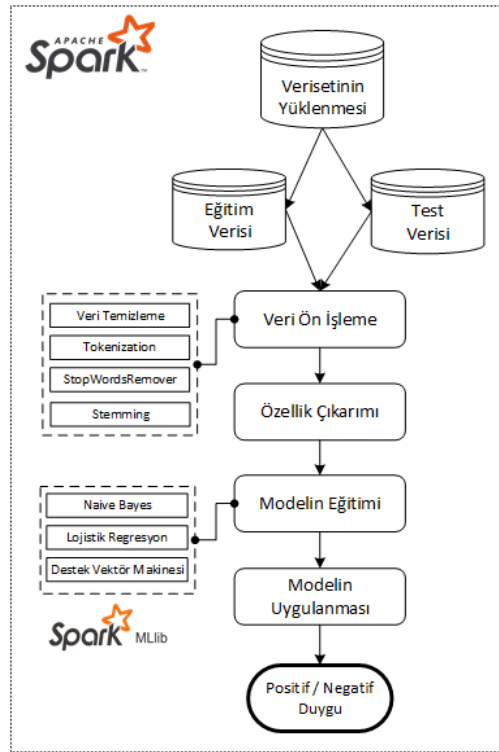 APACHE
Spark
Verisetinin
Yüklenmesi
Eğitim
Verisi
Test
Verisi
Veri Temizleme
Tokenization
StopWordsRemover
Stemming
Veri Ön İşleme
Özellik Çıkarımı
Naive Bayes
Lojistik Regresyon
Destek Vektör Makinesi
Modelin Eğitimi
Modelin
Uygulanması
Spark MLlib
Positif / Negatif
Duygu